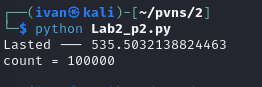 ┌──(ivan㉿kali)-[~/pvns/2]
└─$ python Lab2_p2.py
Lasted --- 535.5032138824463
count = 100000